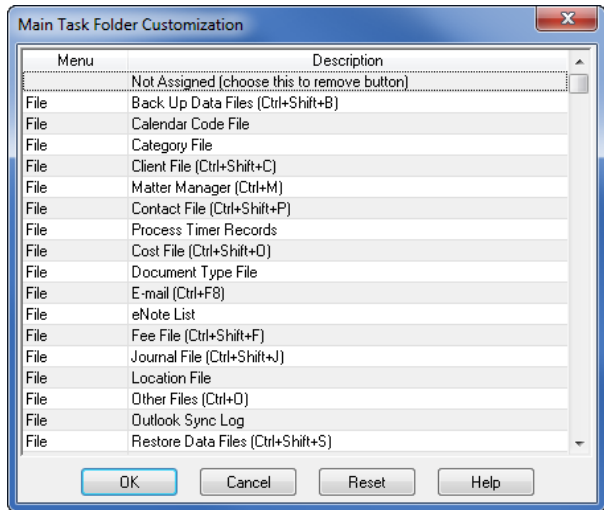 Main Task Folder Customization
Menu Description
Not Assigned (choose this to remove button)
File Back Up Data Files (Ctrl+Shift+B)
File Calendar Code File
File Category File
File Client File (Ctrl+Shift+C)
File Matter Manager (Ctrl+M)
File Contact File (Ctrl+Shift+P)
File Process Timer Records
File Cost File (Ctrl+Shift+O)
File Document Type File
File E-mail (Ctrl+F8)
File eNote List
File Fee File (Ctrl+Shift+F)
File Journal File (Ctrl+Shift+J)
File Location File
File Other Files (Ctrl+O)
File Outlook Sync Log
File Restore Data Files (Ctrl+Shift+S)
OK Cancel Reset Help